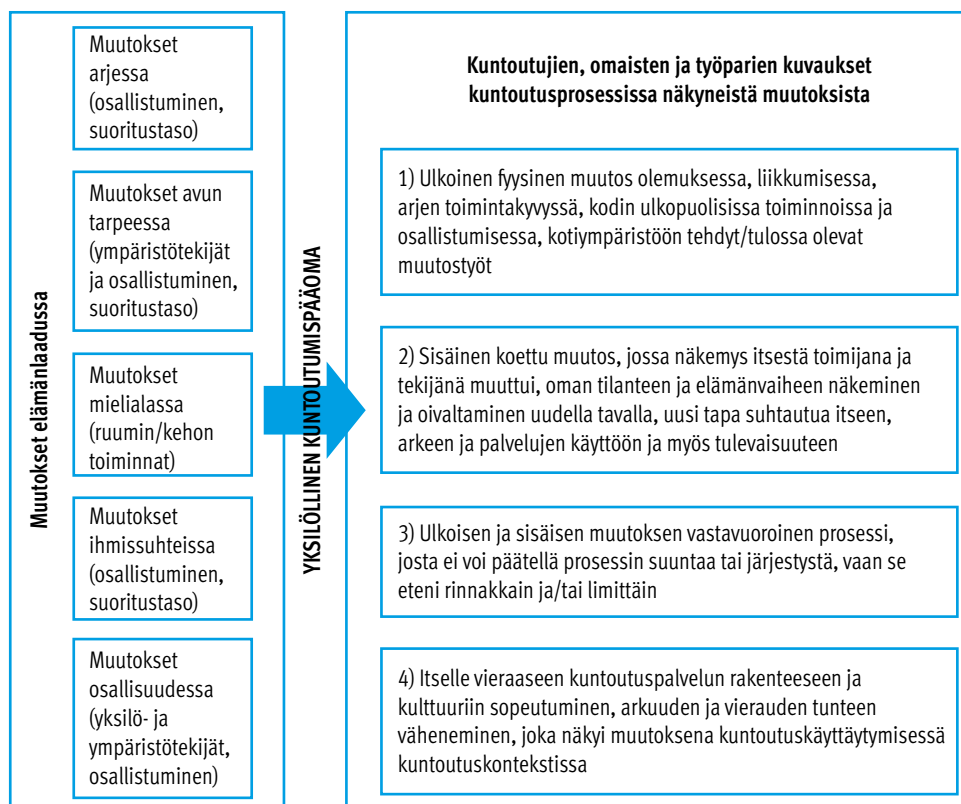 Muutokset elämänlaadussa
Muutokset
arjessa
(osallistuminen,
suoritustaso)
Muutokset avun
tarpeessa
(ympäristötekijät
ja osallistuminen,
suoritustaso)
Muutokset
mielialassa
(ruumin/kehon
toiminnat)
Muutokset
ihmissuhteissa
(osallistuminen,
suoritustaso)
Muutokset
osallisuudessa
(yksilö- ja
ympäristötekijät,
osallistuminen)
YKSILÖLLINEN KUNTOUTUMISPÄÄOMA
Kuntoutujien, omaisten ja työparien kuvaukset
kuntoutusprosessissa näkyneistä muutoksista
1) Ulkoinen fyysinen muutos olemuksessa, liikkumisessa,
arjen toimintakyvyssä, kodin ulkopuolisissa toiminnoissa ja
osallistumisessa, kotiympäristöön tehdyt/tulossa olevat
muutostyöt
2) Sisäinen koettu muutos, jossa näkemys itsestä toimijana ja
tekijänä muuttui, oman tilanteen ja elämänvaiheen näkeminen
ja oivaltaminen uudella tavalla, uusi tapa suhtautua itseen,
arkeen ja palvelujen käyttöön ja myös tulevaisuuteen
3) Ulkoisen ja sisäisen muutoksen vastavuoroinen prosessi,
josta ei voi päätellä prosessin suuntaa tai järjestystä, vaan se
eteni rinnakkain ja/tai limittäin
4) Itselle vieraaseen kuntoutuspalvelun rakenteeseen ja
kulttuuriin sopeutuminen, arkuuden ja vierauden tunteen
väheneminen, joka näkyi muutoksena kuntoutuskäyttäytymisessä
kuntoutuskontekstissa